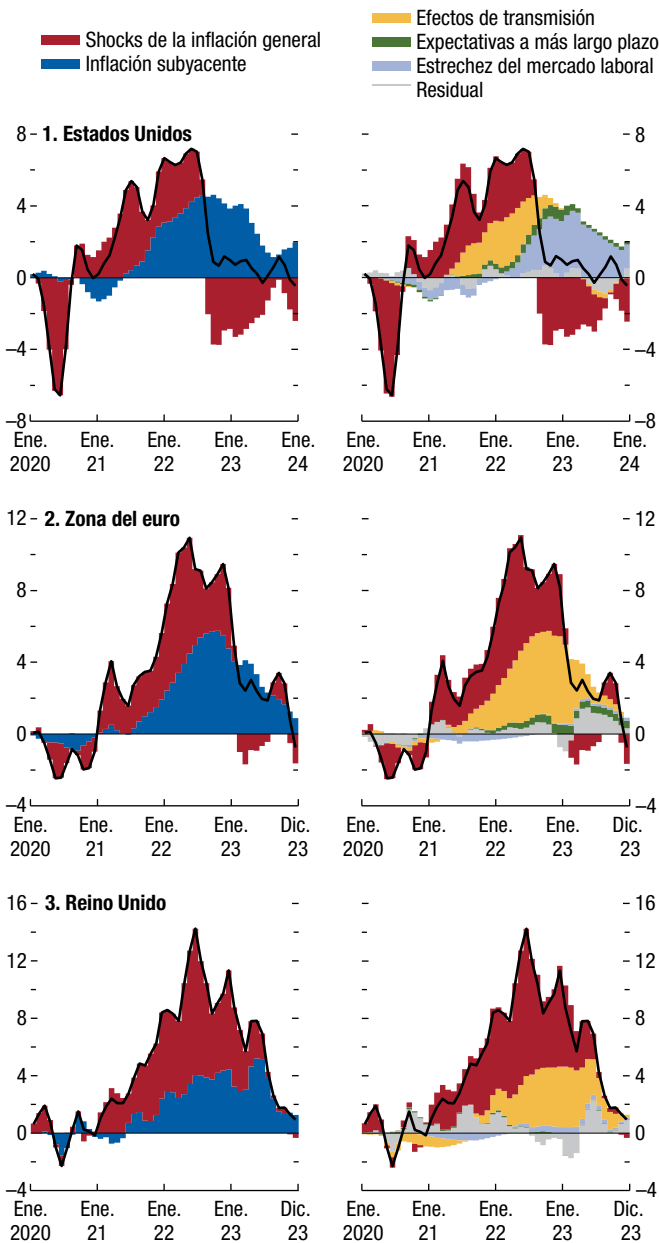 Shocks de la inflación general
Inflación subyacente
Efectos de transmisión
Expectativas a más largo plazo
Estrechez del mercado laboral
Residual
1. Estados Unidos
8
4
0
–4
–8
8
4
0
–4
–8
Ene. Ene. Ene. Ene. Ene.
2020 21 22 23 24
Ene. Ene. Ene. Ene. Ene.
2020 21 22 23 24
2. Zona del euro
12
8
4
0
–4
12
8
4
0
–4
Ene. Ene. Ene. Ene. Dic.
2020 21 22 23 23
Ene. Ene. Ene. Ene. Dic.
2020 21 22 23 23
3. Reino Unido
16
12
8
4
0
–4
16
12
8
4
0
–4
Ene. Ene. Ene. Ene. Dic.
2020 21 22 23 23
Ene. Ene. Ene. Ene. Dic.
2020 21 22 23 23